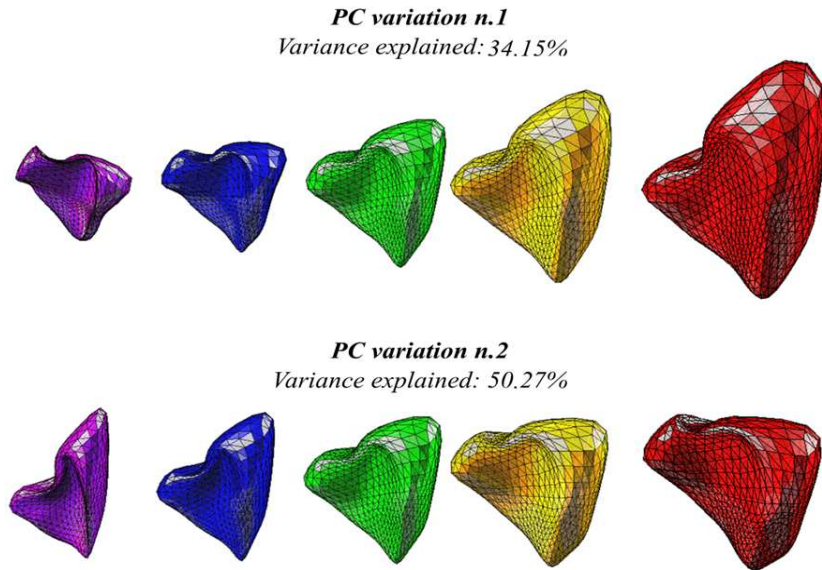 PC variation n.1
Variance explained: 34.15%
PC variation n.2
Variance explained: 50.27%